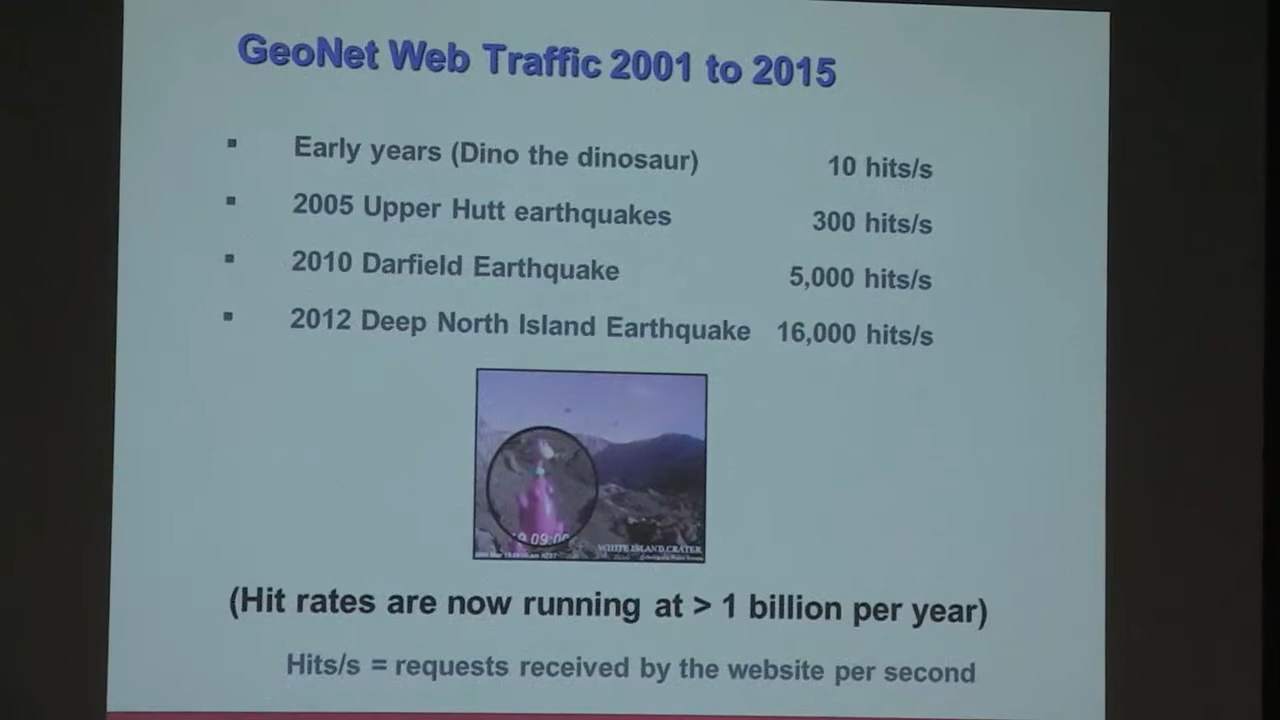 GeoNet Web Traffic 2001 to 2015
▪ Early years (Dino the dinosaur) 10 hits/s
▪ 2005 Upper Hutt earthquakes 300 hits/s
▪ 2010 Darfield Earthquake 5,000 hits/s
▪ 2012 Deep North Island Earthquake 16,000 hits/s
09:00
WHITE ISLAND CRATER
(Hit rates are now running at > 1 billion per year)
Hits/s = requests received by the website per second